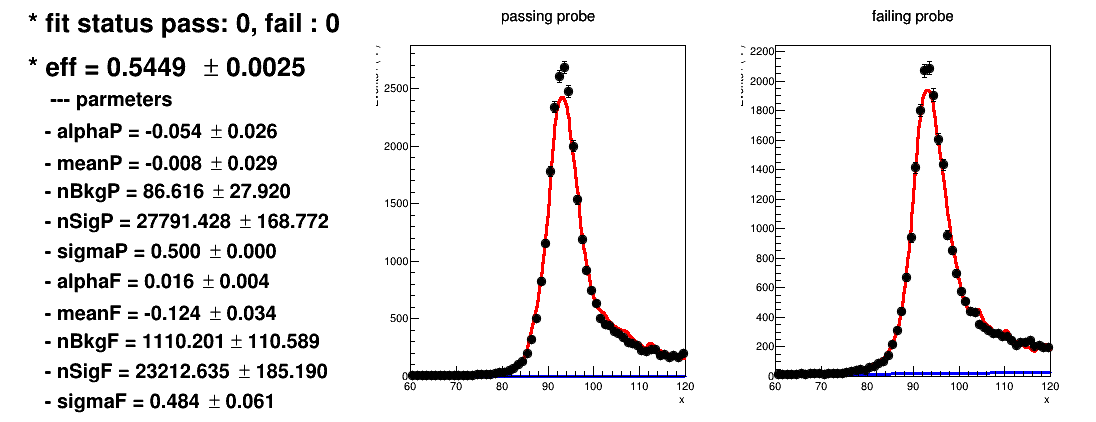 * fit status pass: 0, fail : 0
* eff = 0.5449 ± 0.0025
--- parmeters
- alphaP = -0.054 ± 0.026
- meanP = -0.008 ± 0.029
- nBkgP = 86.616 ± 27.920
- nSigP = 27791.428 ± 168.772
- sigmaP = 0.500 ± 0.000
- alphaF = 0.016 ± 0.004
- meanF = -0.124 ± 0.034
- nBkgF = 1110.201 ± 110.589
- nSigF = 23212.635 ± 185.190
- sigmaF = 0.484 ± 0.061
passing probe
2500
2000
1500
1000
500
0
60 70 80 90 100 110 120
x
failing probe
2200
2000
1800
1600
1400
1200
1000
800
600
400
200
0
60 70 80 90 100 110 120
x